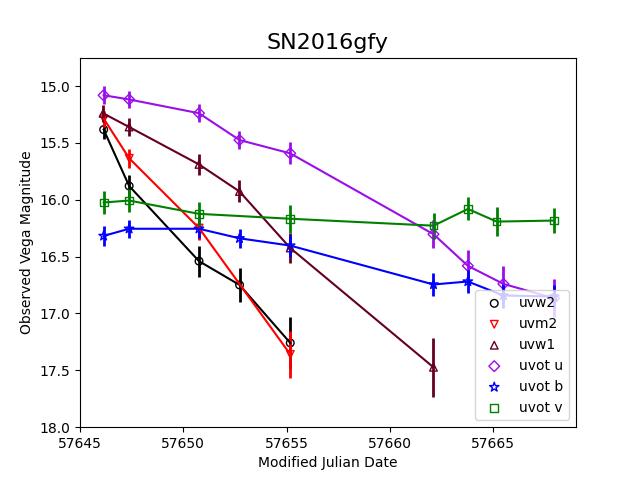 SN2016gfy
Observed Vega Magnitude
15.0
15.5
16.0
16.5
17.0
17.5
18.0
57645 57650 57655 57660 57665
Modified Julian Date
uvw2
uvm2
uvw1
uvot u
uvot b
uvot v